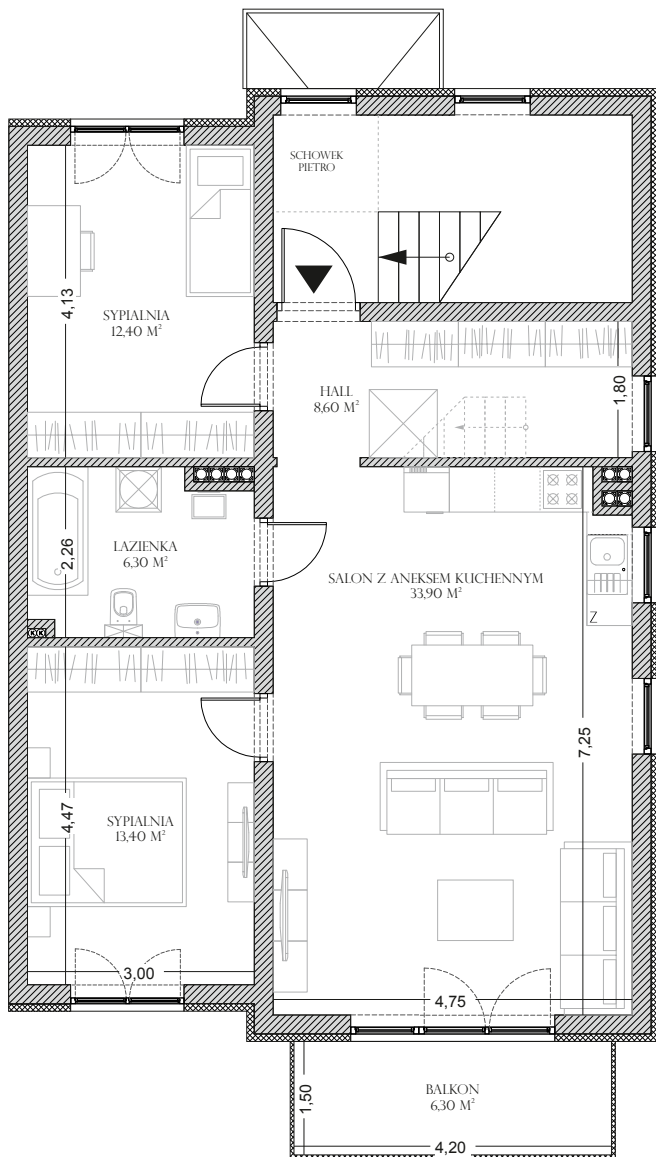 SCHOWEK
PIETRO
SYPIALNIA
12,40 M²
4,13
HALL
8,60 M²
1,80
ŁAZIENKA
6,30 M²
2,26
SALON Z ANEKSEM KUCHENNYM
33,90 M²
Z
7,25
SYPIALNIA
13,40 M²
4,47
3,00
4,75
BALKON
6,30 M²
1,50
4,20